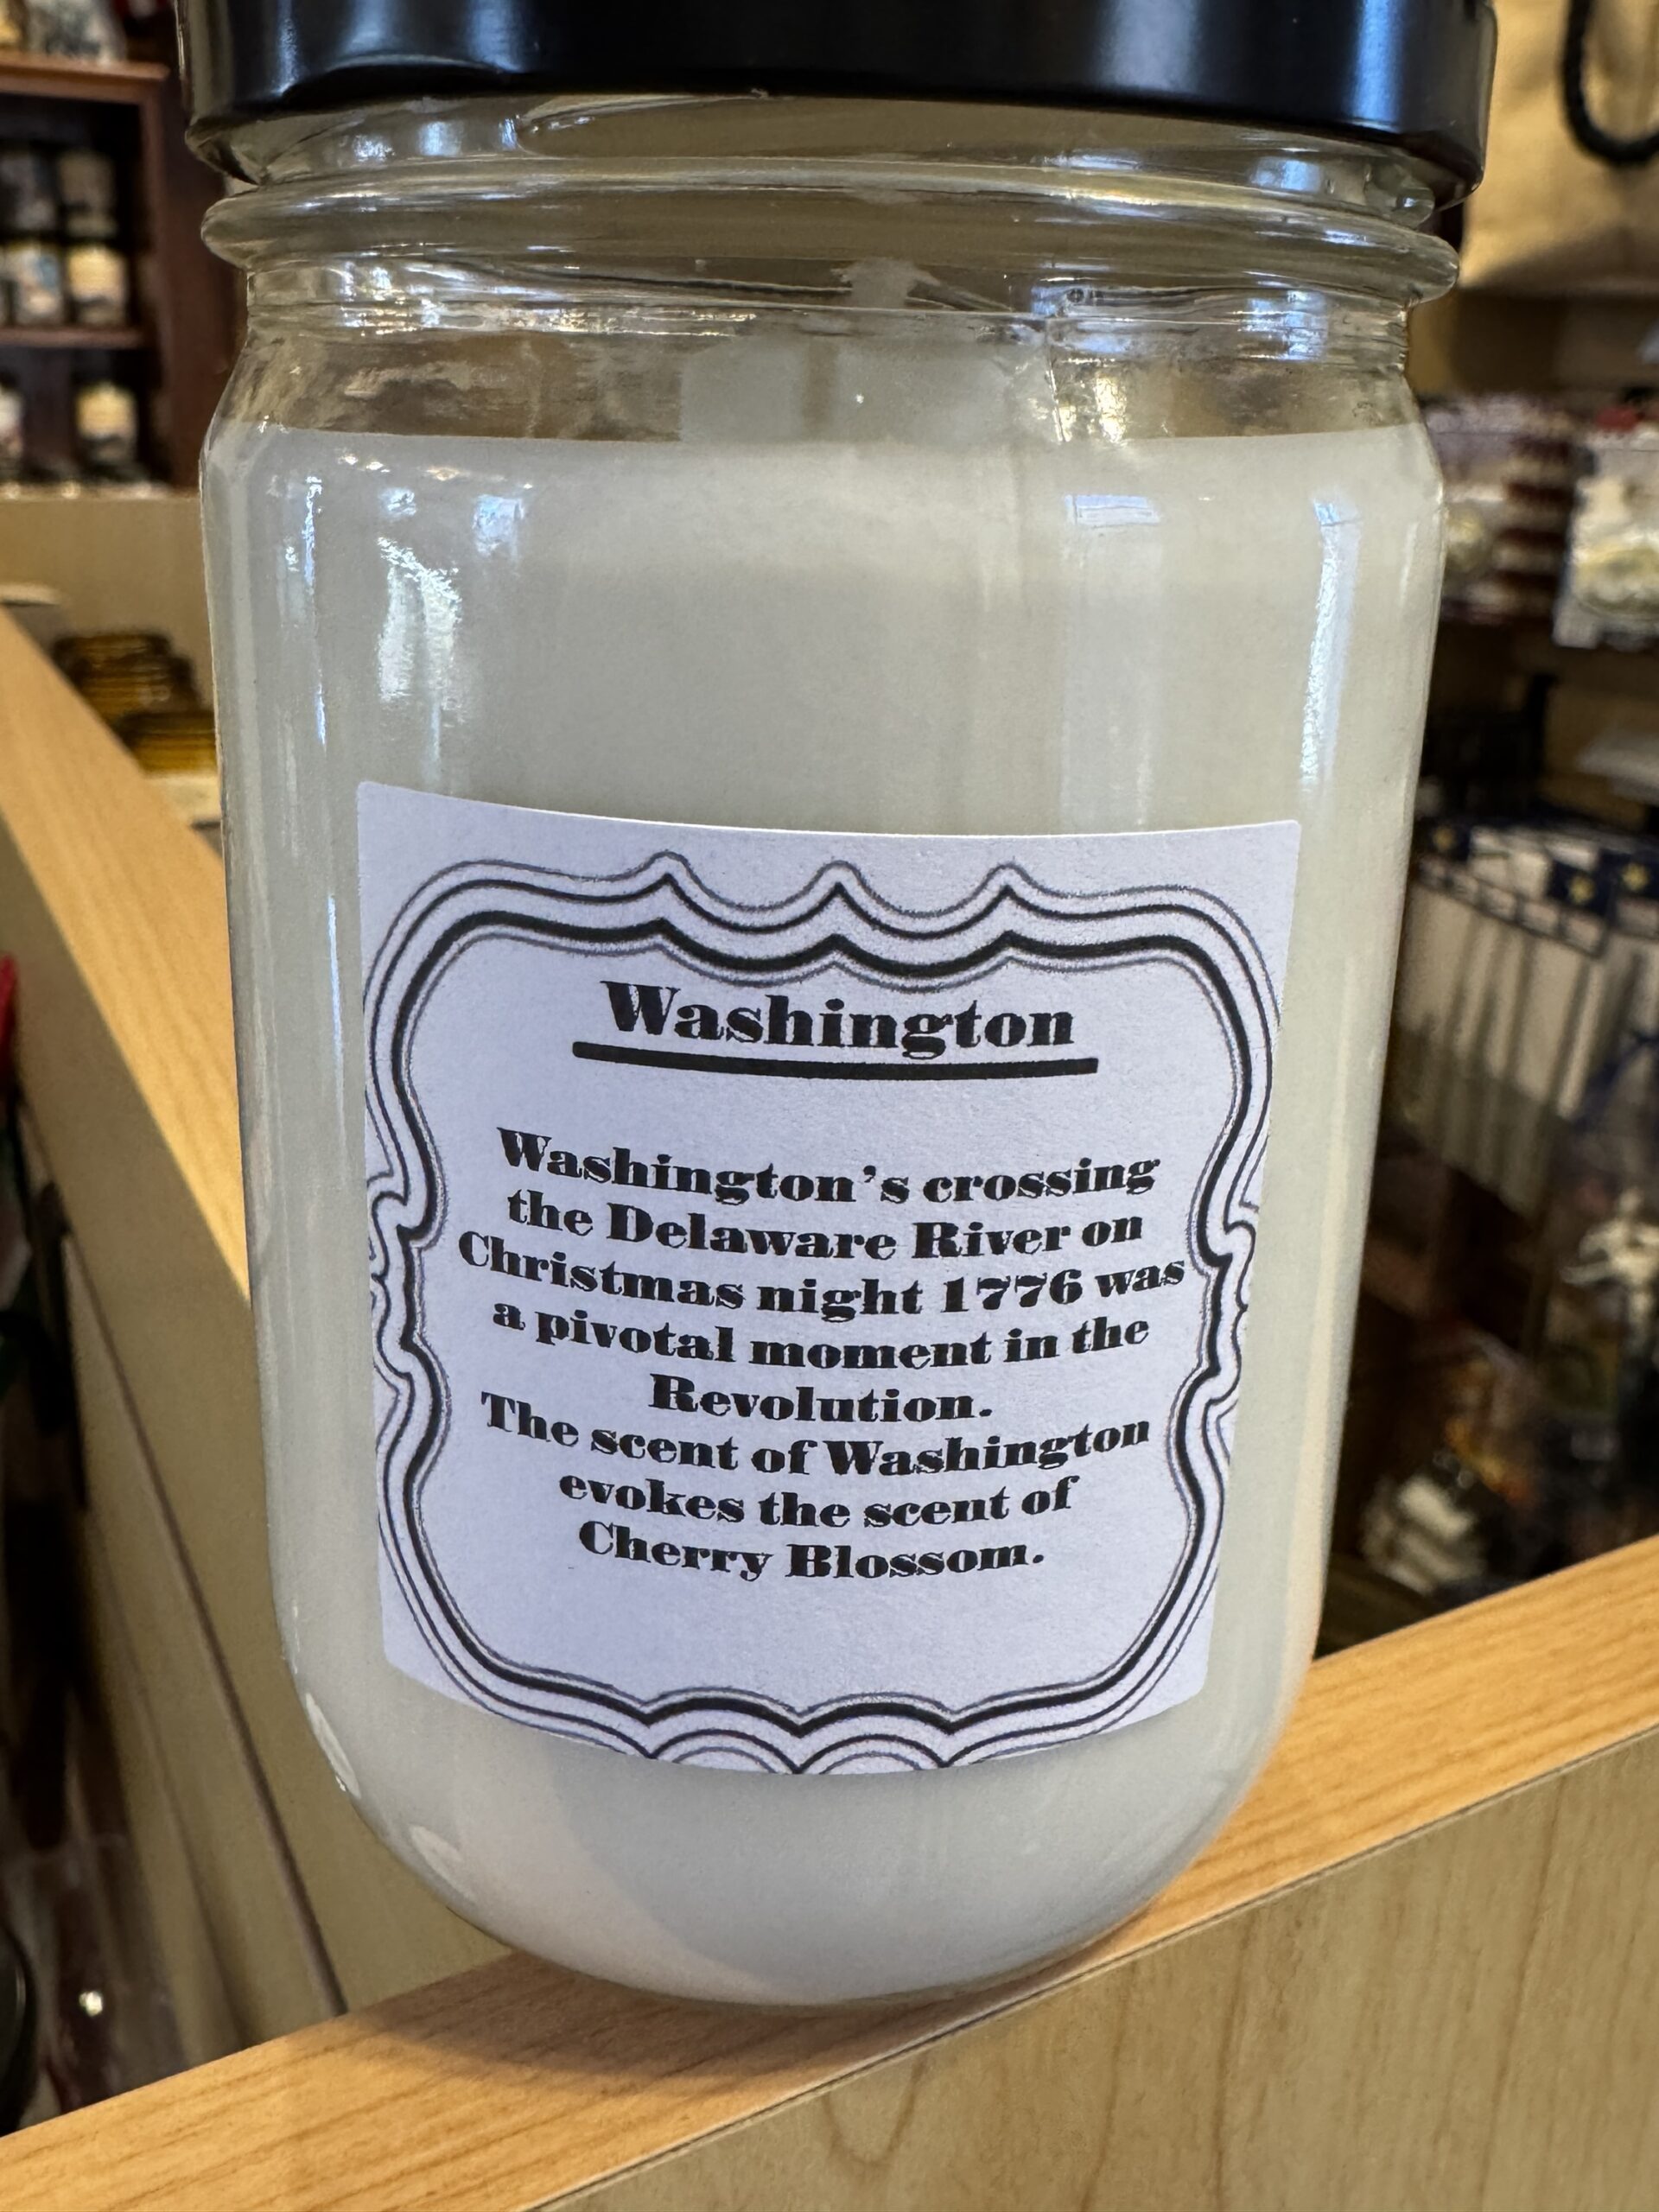 Washington
Washington's crossing
the Delaware River on
Christmas night 1776 was
a pivotal moment in the
Revolution.
The scent of Washington
evokes the scent of
Cherry Blossom.